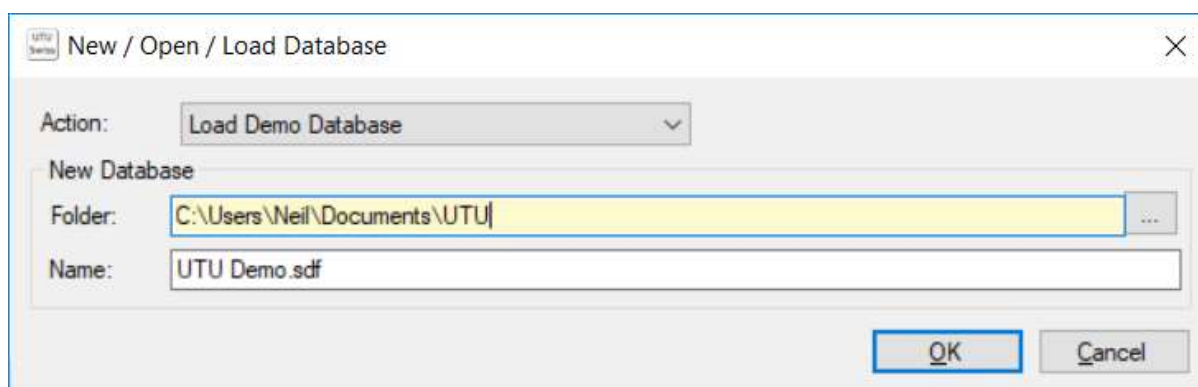 UTU
Swiss
New / Open / Load Database
Action:
Load Demo Database
New Database
Folder:
C:\Users\Neil\Documents\UTU
...
Name:
UTU Demo.sdf
OK
Cancel